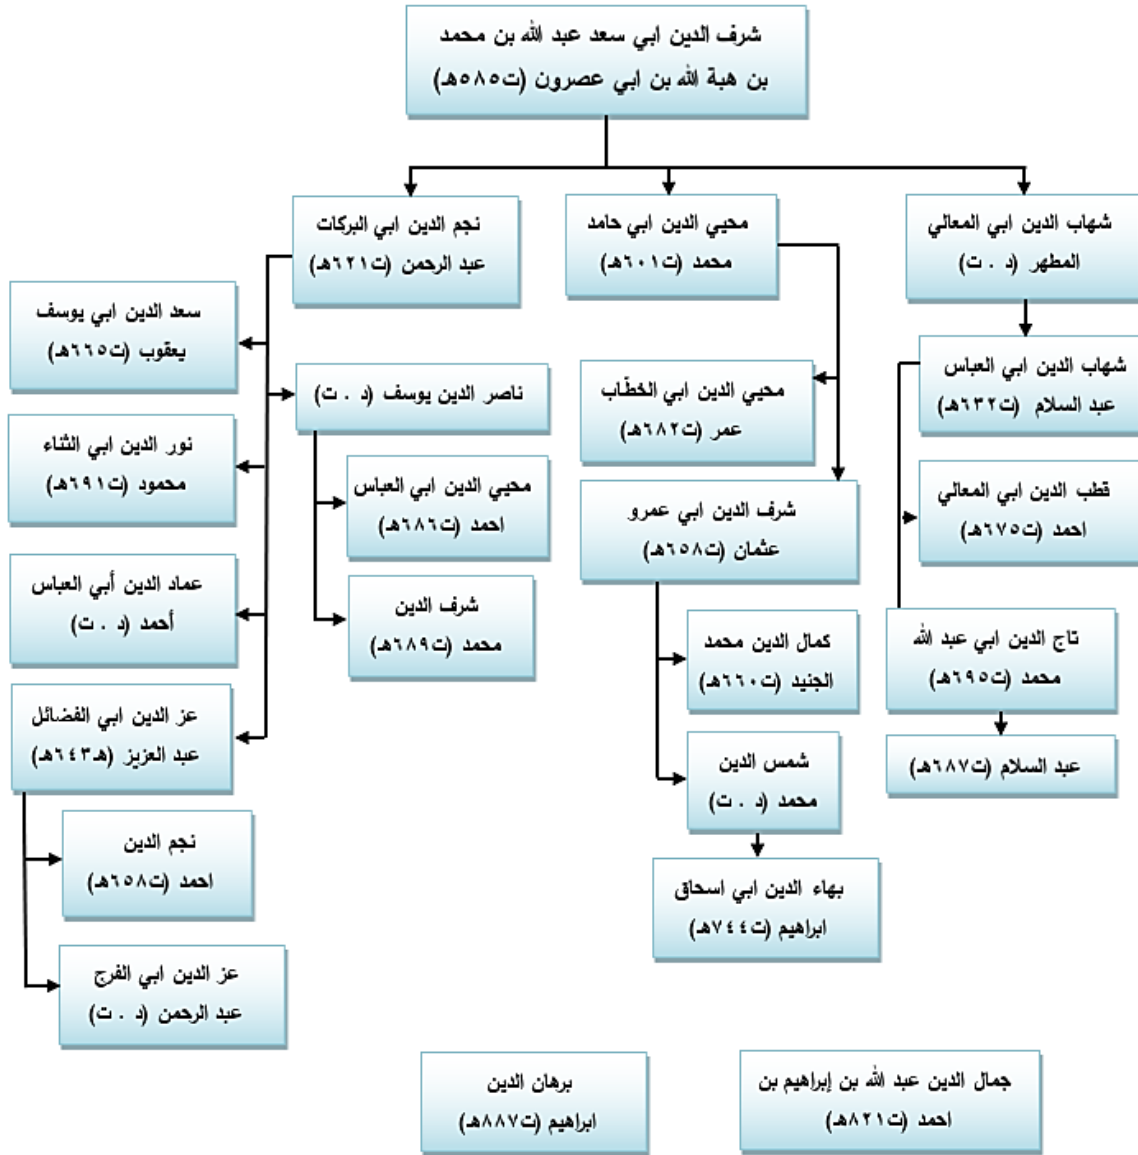 شرف الدين ابي سعد عبد الله بن محمد
بن هبة الله بن ابي عصرون (ت٥٨٥هـ)
شهاب الدين ابي المعالي
المطهر (د . ت)
محيي الدين ابي حامد
محمد (ت٦٠١هـ)
نجم الدين ابي البركات
عبد الرحمن (ت٦٢١هـ)
شهاب الدين ابي العباس
عبد السلام (ت٦٣٢هـ)
قطب الدين ابي المعالي
احمد (ت٦٧٥هـ)
تاج الدين ابي عبد الله
محمد (ت٦٩٥هـ)
عبد السلام (ت٦٨٧هـ)
محيي الدين ابي الخطّاب
عمر (ت٦٨٢هـ)
شرف الدين ابي عمرو
عثمان (ت٦٥٨هـ)
كمال الدين محمد
الجنيد (ت٦٦٠هـ)
شمس الدين
محمد (د . ت)
بهاء الدين ابي اسحاق
ابراهيم (ت٧٤٤هـ)
سعد الدين ابي يوسف
يعقوب (ت٦٦٥هـ)
ناصر الدين يوسف (د . ت)
محيي الدين ابي العباس
احمد (ت٦٨٦هـ)
شرف الدين
محمد (ت٦٨٩هـ)
نور الدين ابي الثناء
محمود (ت٦٩١هـ)
عماد الدين أبي العباس
أحمد (د . ت)
عز الدين ابي الفضائل
عبد العزيز (هـ٦٤٣هـ)
نجم الدين
احمد (ت٦٥٨هـ)
عز الدين ابي الفرج
عبد الرحمن (د . ت)
جمال الدين عبد الله بن إبراهيم بن
احمد (ت٨٢١هـ)
برهان الدين
ابراهيم (ت٨٨٧هـ)